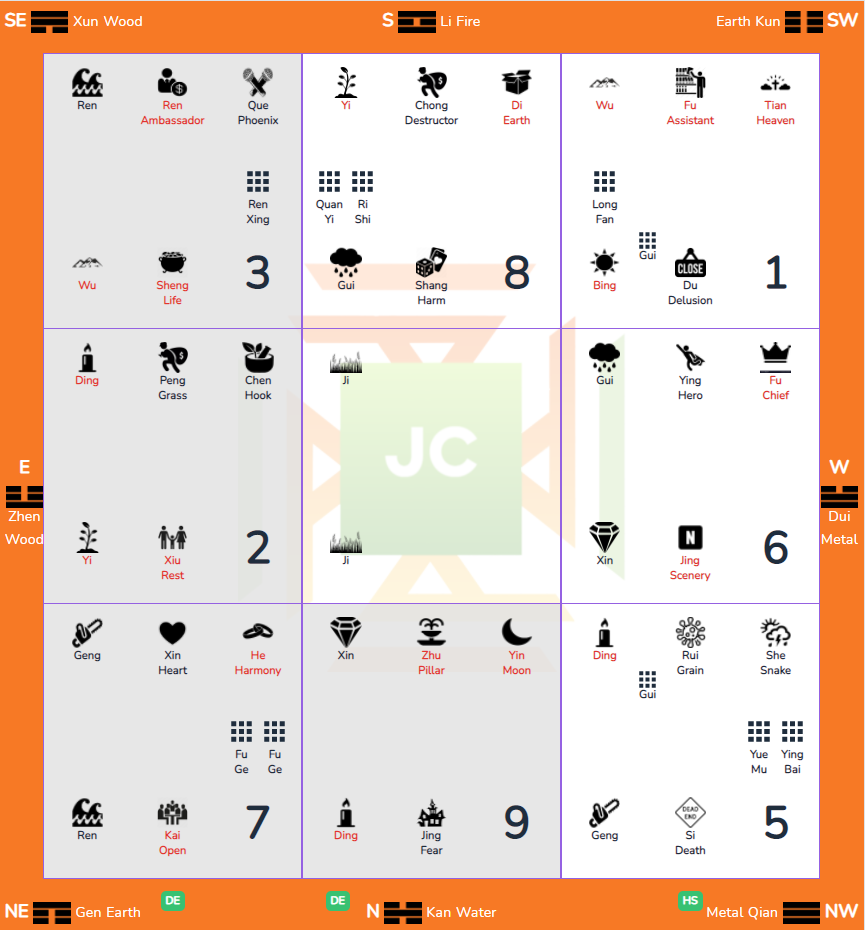 SE Xun Wood
S Li Fire
Earth Kun SW
Ren
Ren
Ambassador
Que
Phoenix
Ren
Xing
Wu
Sheng
Life
3
Yi
Chong
Destructor
Di
Earth
Quan
Yi
Ri
Shi
Gui
Shang
Harm
8
Wu
Fu
Assistant
Tian
Heaven
Long
Fan
Gui
Bing
CLOSE
Du
Delusion
1
E
Zhen
Wood
Ding
Peng
Grass
Chen
Hook
Yi
Xiu
Rest
2
Ji
JC
Ji
Gui
Ying
Hero
Fu
Chief
Xin
N
Jing
Scenery
6
W
Dui
Metal
Geng
Xin
Heart
He
Harmony
Fu
Ge
Fu
Ge
Ren
Kai
Open
7
Xin
Zhu
Pillar
Yin
Moon
Ding
Jing
Fear
9
Ding
Rui
Grain
She
Snake
Gui
Yue
Mu
Ying
Bai
Geng
DEAD
END
Si
Death
5
NE Gen Earth
DE
DE
N Kan Water
HS
Metal Qian NW